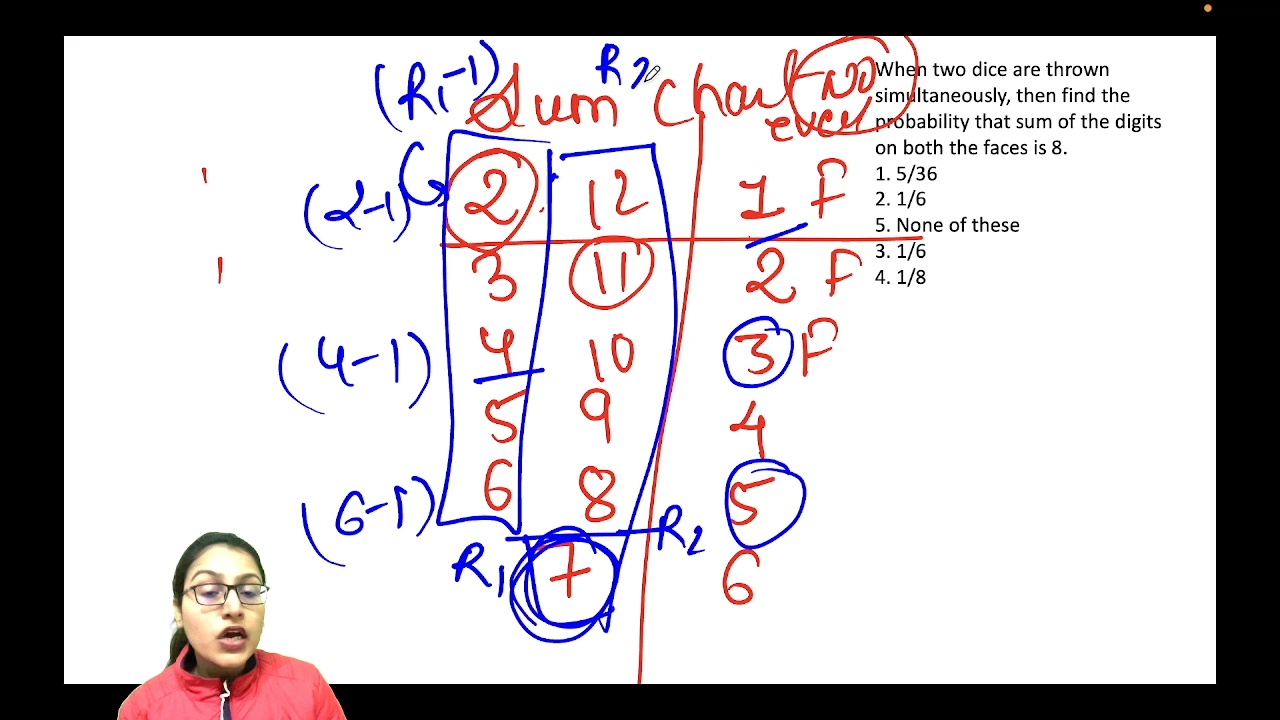 (R1-1) Sum Chart R2 No
even
(2-1) 2 12 1 F
3 11 2 F
(4-1) 4 10 3 F
5 9 4
(6-1) 6 8 5
R1 7 R2 6
When two dice are thrown
simultaneously, then find the
probability that sum of the digits
on both the faces is 8.
1. 5/36
2. 1/6
5. None of these
3. 1/6
4. 1/8